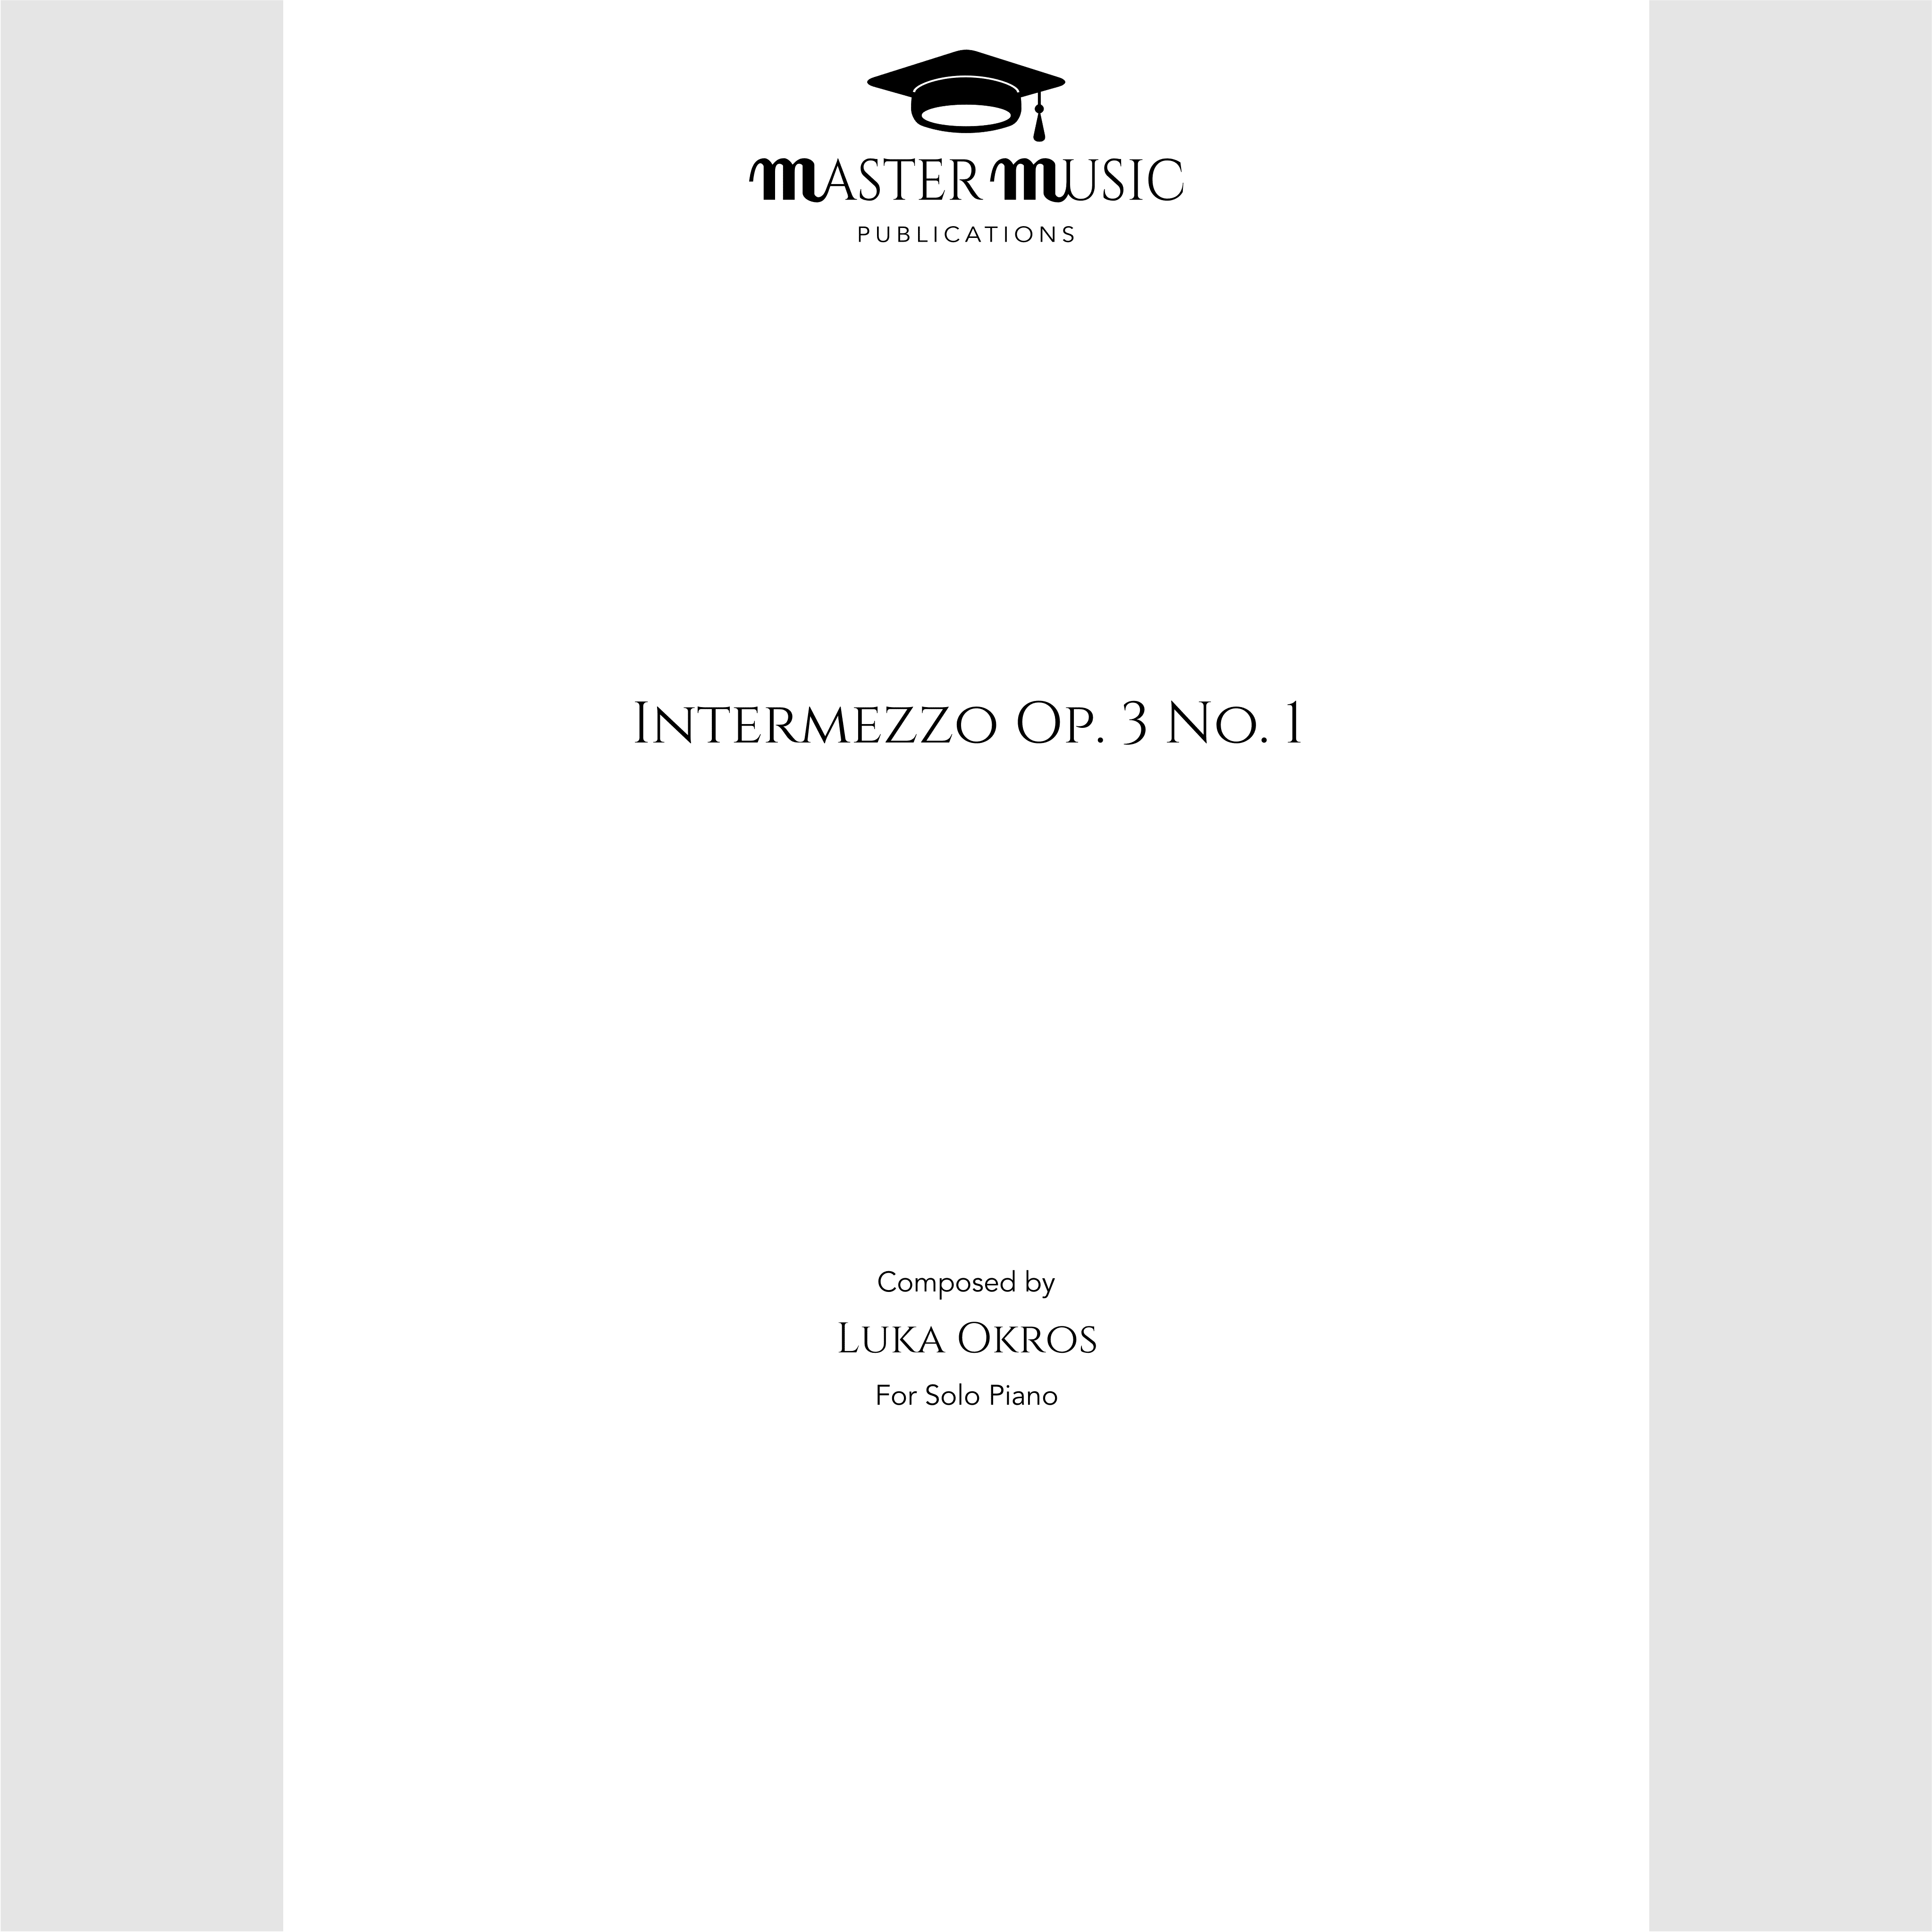 Master Music
PUBLICATIONS
Intermezzo Op. 3 No. 1
Composed by
Luka Okros
For Solo Piano